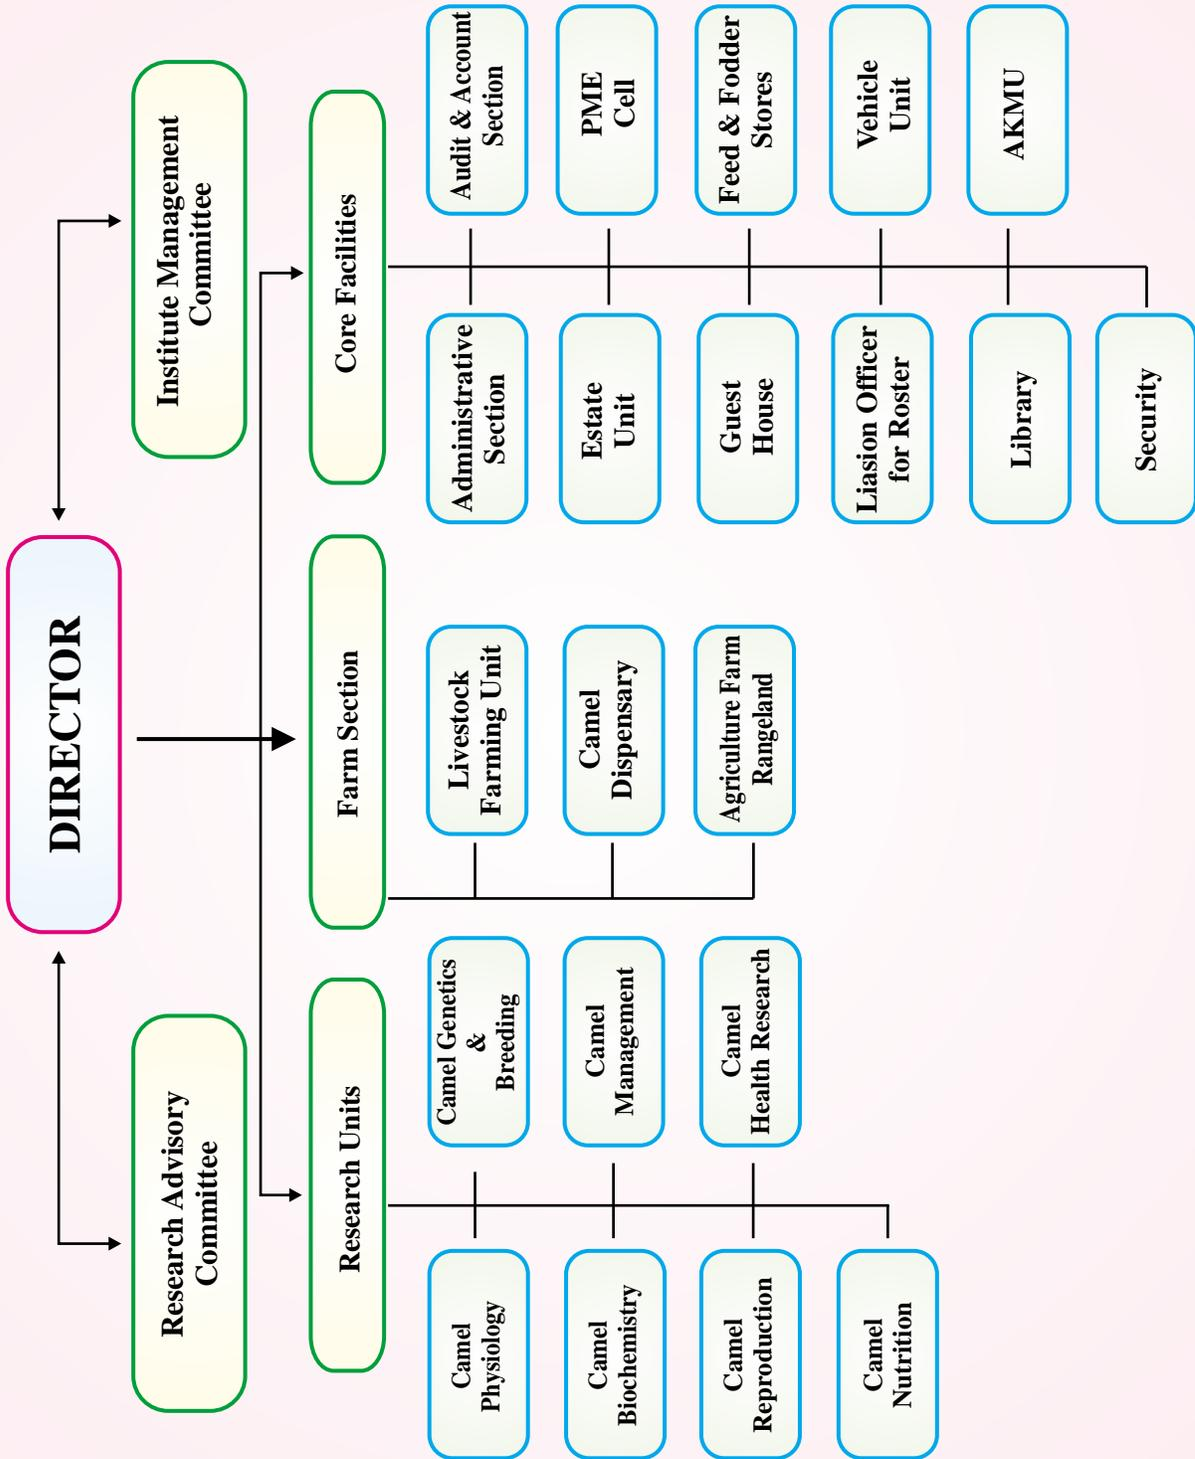 DIRECTOR
Research Advisory
Committee
Institute Management
Committee
Research Units
Farm Section
Core Facilities
Camel
Physiology
Camel Genetics
&
Breeding
Camel
Biochemistry
Camel
Management
Camel
Reproduction
Camel
Health Research
Camel
Nutrition
Livestock
Farming Unit
Camel
Dispensary
Agriculture Farm
Rangeland
Administrative
Section
Audit & Account
Section
Estate
Unit
PME
Cell
Guest
House
Feed & Fodder
Stores
Liasion Officer
for Roster
Vehicle
Unit
Library
AKMU
Security